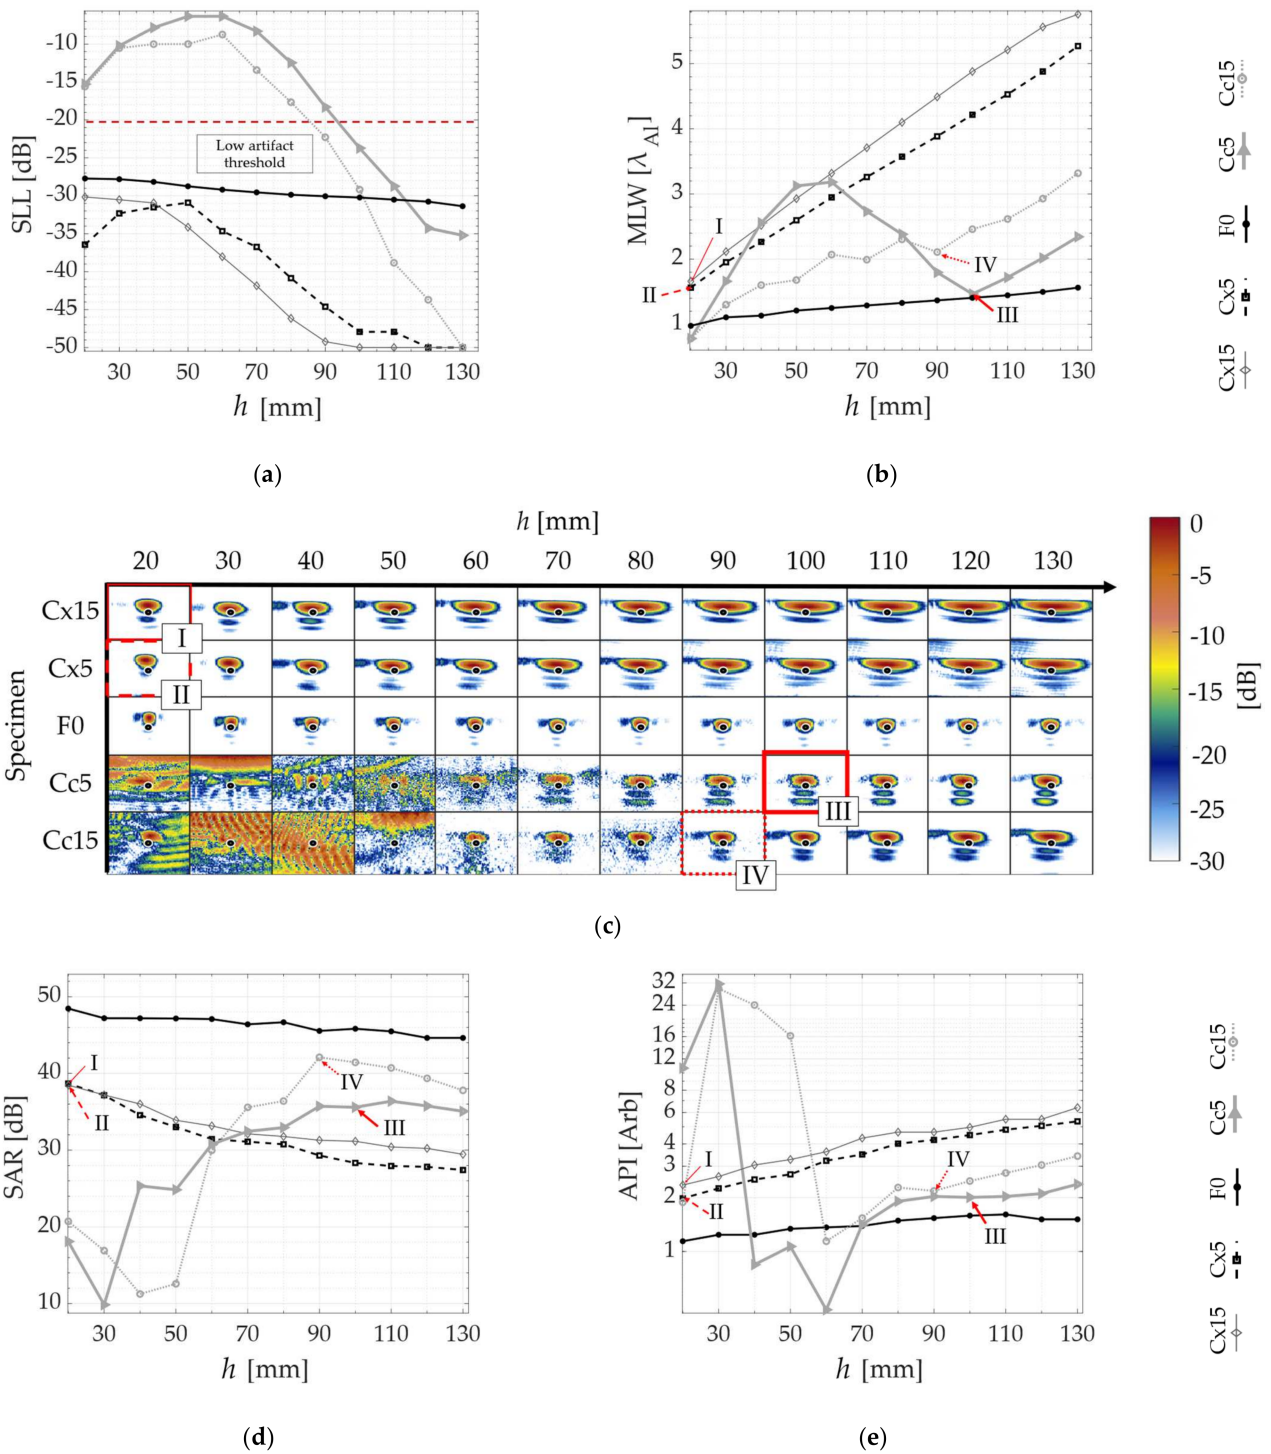 -10
-15
-20
-25
-30
-35
-40
-45
-50
SLL [dB]
Low artifact
threshold
30 50 70 90 110 130
h [mm]
(a)
5
4
3
2
1
MLW [λ Al]
I
II
III
IV
30 50 70 90 110 130
h [mm]
(b)
Cc15
Cc5
F0
Cx5
Cx15
h [mm]
20 30 40 50 60 70 80 90 100 110 120 130
Specimen
Cx15
I
Cx5
II
F0
Cc5
III
Cc15
IV
0
-5
-10
-15
-20
-25
-30
[dB]
(c)
50
40
30
20
10
SAR [dB]
I
II
IV
III
30 50 70 90 110 130
h [mm]
(d)
32
24
16
12
8
6
4
3
2
1
API [Arb]
I
II
IV
III
30 50 70 90 110 130
h [mm]
(e)
Cc15
Cc5
F0
Cx5
Cx15